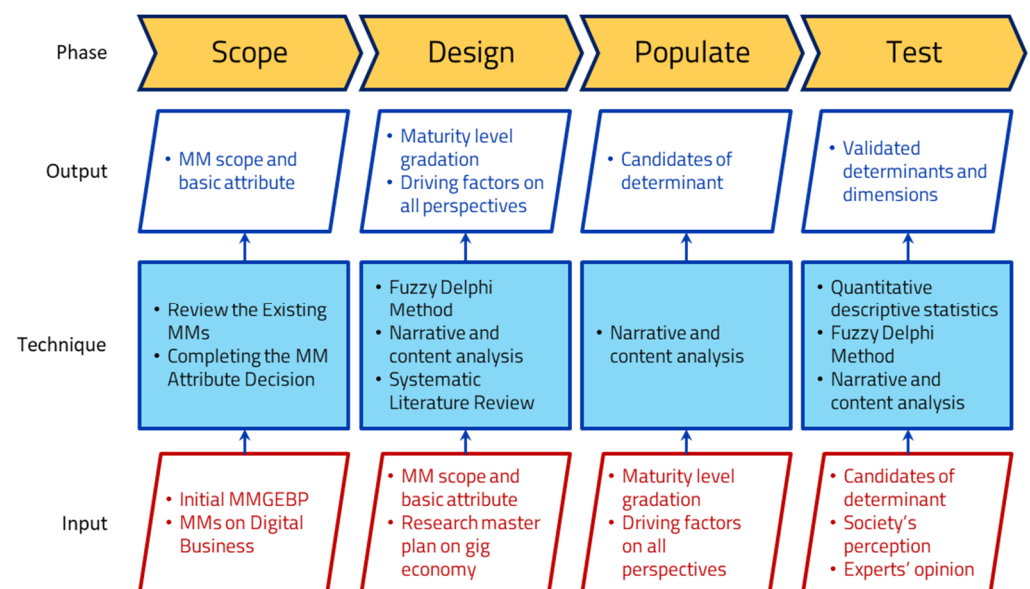 Phase
Scope
Design
Populate
Test
Output
• MM scope and
basic attribute
• Maturity level
gradation
• Driving factors on
all perspectives
• Candidates of
determinant
• Validated
determinants and
dimensions
Technique
• Review the Existing
MMs
• Completing the MM
Attribute Decision
• Fuzzy Delphi
Method
• Narrative and
content analysis
• Systematic
Literature Review
• Narrative and
content analysis
• Quantitative
descriptive statistics
• Fuzzy Delphi
Method
• Narrative and
content analysis
Input
• Initial MMGEBP
• MMs on Digital
Business
• MM scope and
basic attribute
• Research master
plan on gig
economy
• Maturity level
gradation
• Driving factors
on all
perspectives
• Candidates of
determinant
• Society's
perception
• Experts' opinion